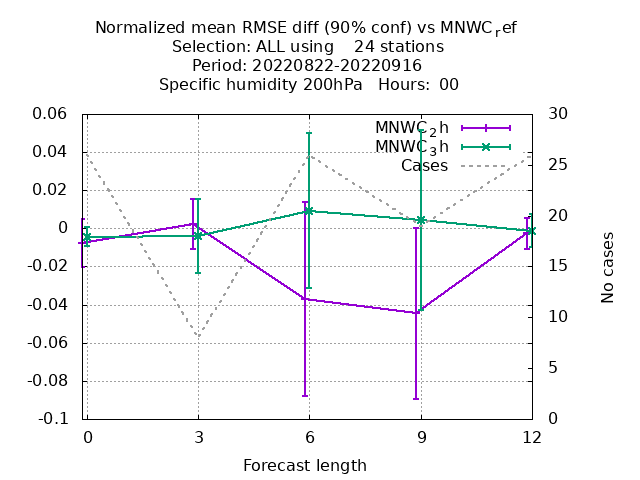 Normalized mean RMSE diff (90% conf) vs MNWC_ref
Selection: ALL using    24 stations
Period: 20220822-20220916
Specific humidity 200hPa   Hours: 00
MNWC_2h
MNWC_3h
Cases
0.06
0.04
0.02
0
-0.02
-0.04
-0.06
-0.08
-0.1
30
25
20
15
10
5
0
No cases
0 3 6 9 12
Forecast length